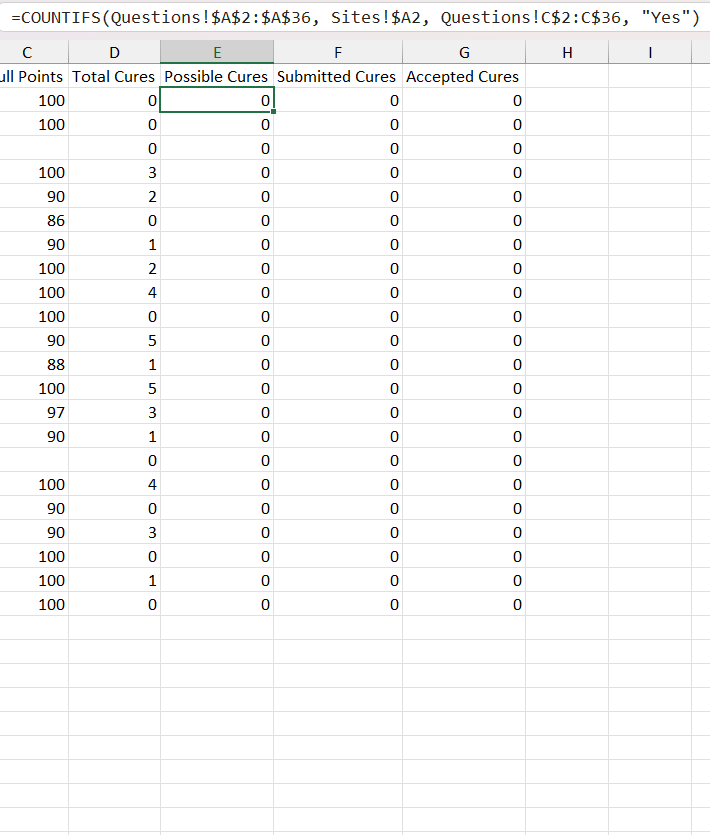 =COUNTIFS(Questions!$A$2:$A$36, Sites!$A2, Questions!C$2:C$36, "Yes")
C D E F G H I
ull Points Total Cures Possible Cures Submitted Cures Accepted Cures
100 0 0 0 0
100 0 0 0 0
0 0 0 0
100 3 0 0 0
90 2 0 0 0
86 0 0 0 0
90 1 0 0 0
100 2 0 0 0
100 4 0 0 0
100 0 0 0 0
90 5 0 0 0
88 1 0 0 0
100 5 0 0 0
97 3 0 0 0
90 1 0 0 0
0 0 0 0
100 4 0 0 0
90 0 0 0 0
90 3 0 0 0
100 0 0 0 0
100 1 0 0 0
100 0 0 0 0